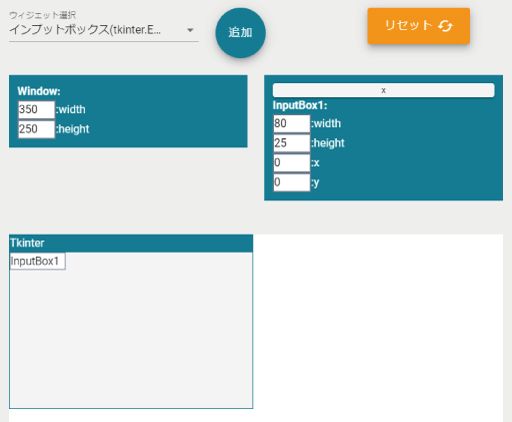 ウィジェット選択
インプットボックス(tkinter.E...
追加
リセット
Window:
350 :width
250 :height
x
InputBox1:
80 :width
25 :height
0 :x
0 :y
Tkinter
InputBox1